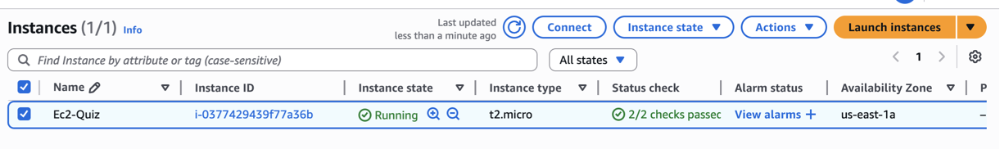 Instances (1/1) Info
Last updated
less than a minute ago
Connect
Instance state
Actions
Launch instances
Find Instance by attribute or tag (case-sensitive)
All states
1
Name
Instance ID
Instance state
Instance type
Status check
Alarm status
Availability Zone
P
Ec2-Quiz
i-0377429439f77a36b
Running
t2.micro
2/2 checks passec
View alarms +
us-east-1a
–